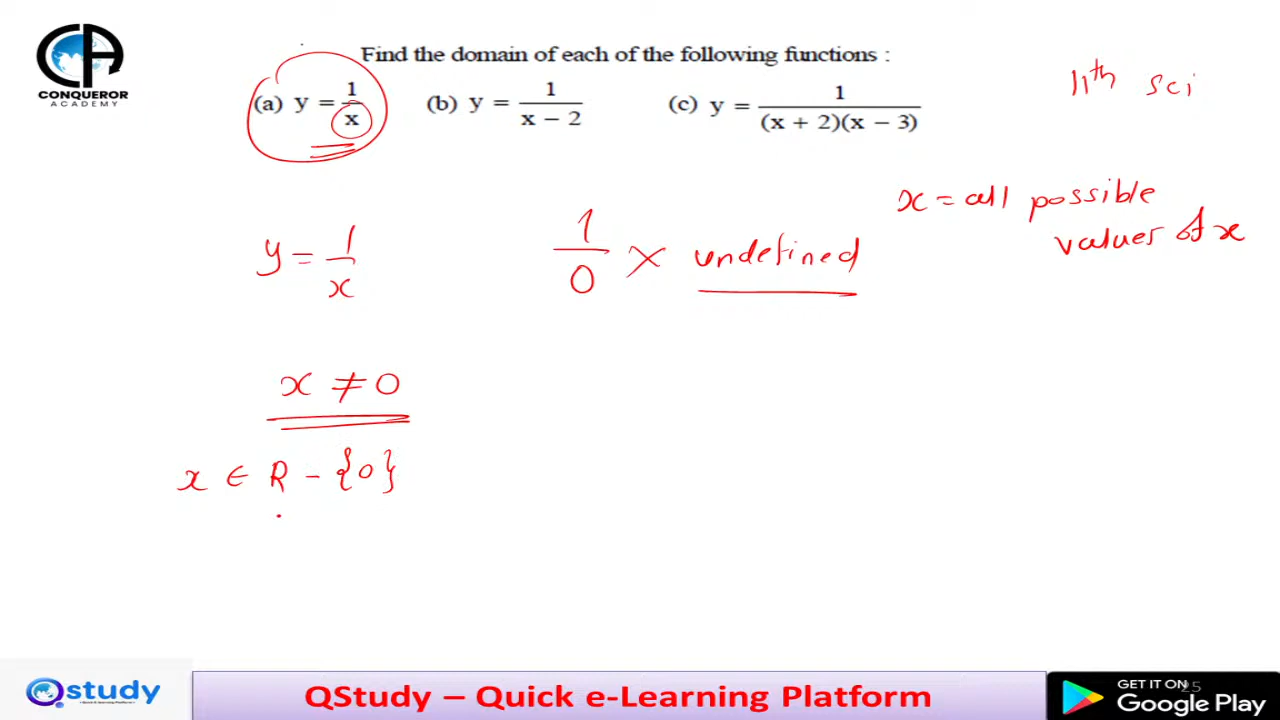 CONQUEROR
ACADEMY
Find the domain of each of the following functions :
(a) y = 1/x (b) y = 1/(x − 2) (c) y = 1/((x + 2)(x − 3))
11th sci
x = all possible
values of x
y = 1/x
1/0 × undefined
x ≠ 0
x ∈ R - {0}
Qstudy
QStudy – Quick e-Learning Platform
GET IT ON
Google Play
25